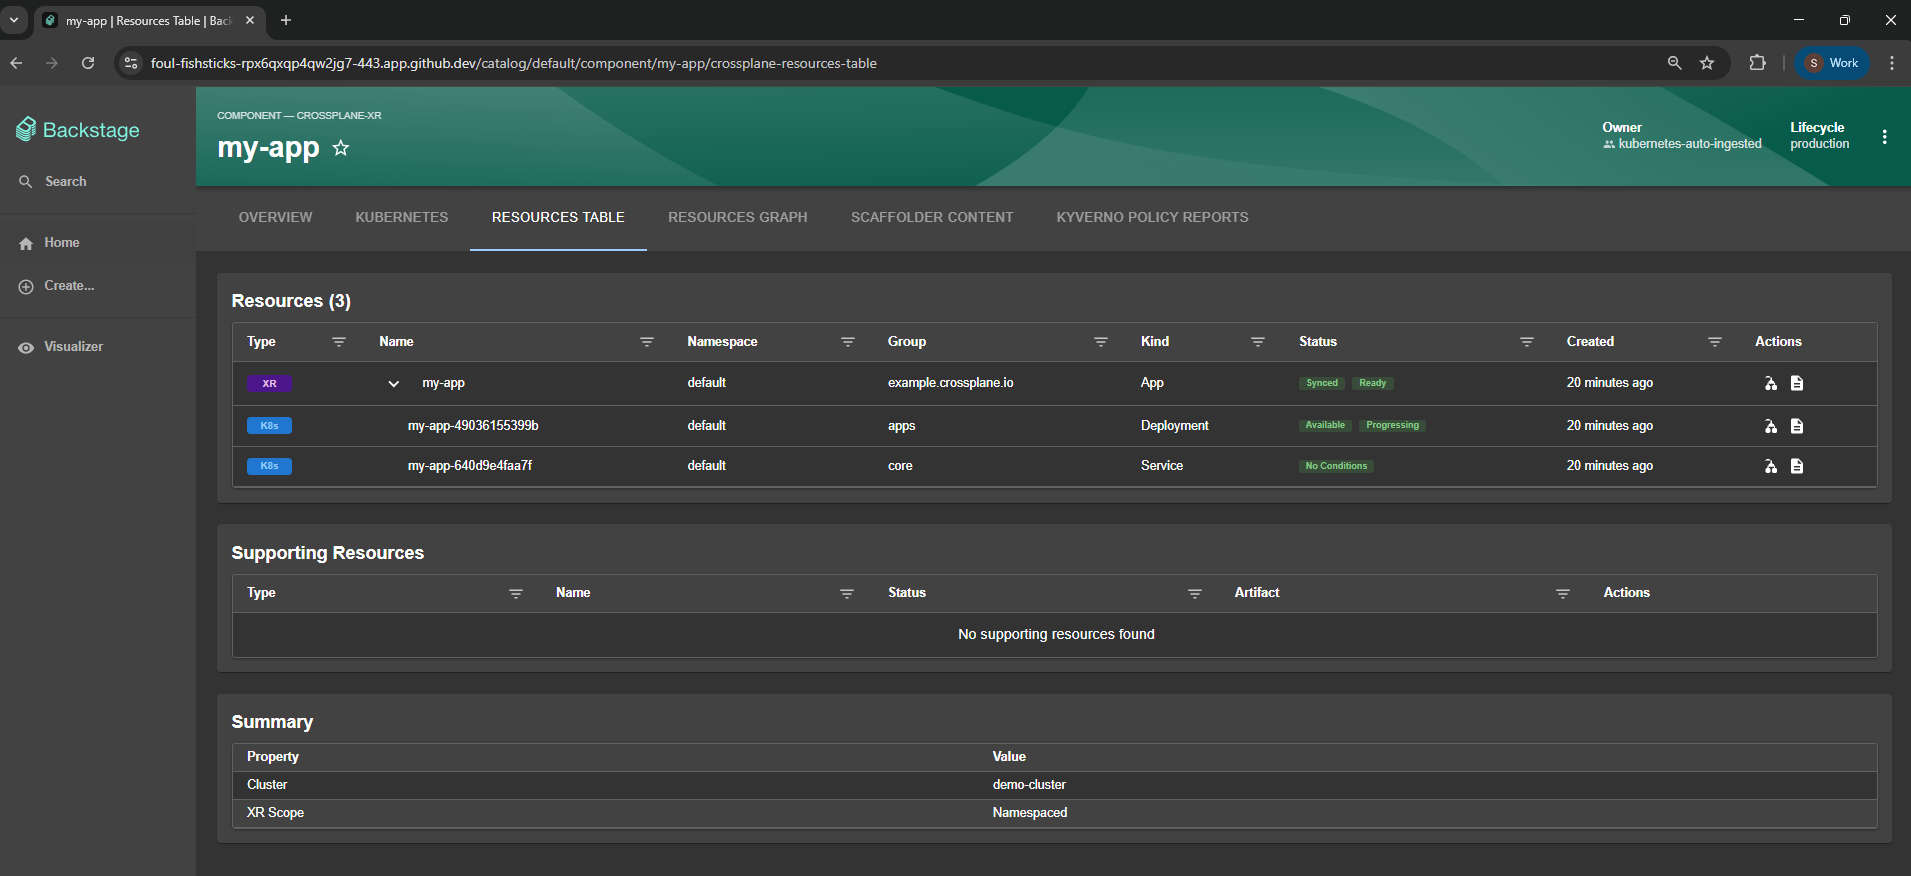 my-app | Resources Table | Bac
foul-fishsticks-rpx6qxqp4qw2jg7-443.app.github.dev/catalog/default/component/my-app/crossplane-resources-table
S Work
Backstage
Search
Home
Create...
Visualizer
COMPONENT — CROSSPLANE-XR
my-app
Owner
kubernetes-auto-ingested
Lifecycle
production
OVERVIEW KUBERNETES RESOURCES TABLE RESOURCES GRAPH SCAFFOLDER CONTENT KYVERNO POLICY REPORTS
Resources (3)
Type Name Namespace Group Kind Status Created Actions
XR my-app default example.crossplane.io App Synced Ready 20 minutes ago
K8s my-app-49036155399b default apps Deployment Available Progressing 20 minutes ago
K8s my-app-640d9e4faa7f default core Service No Conditions 20 minutes ago
Supporting Resources
Type Name Status Artifact Actions
No supporting resources found
Summary
Property Value
Cluster demo-cluster
XR Scope Namespaced